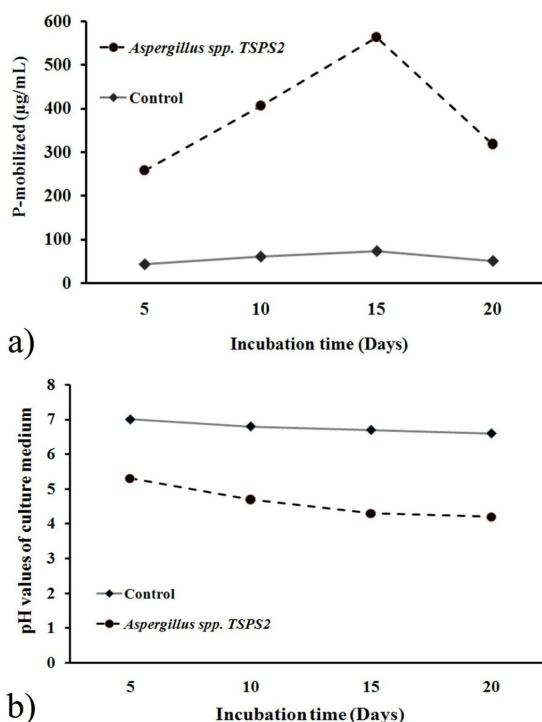 600
500
400
300
200
100
0
P-mobilized (µg/mL)
Aspergillus spp. TSPS2
Control
5 10 15 20
Incubation time (Days)
a)
8
7
6
5
4
3
2
1
0
pH values of culture medium
Control
Aspergillus spp. TSPS2
5 10 15 20
Incubation time (Days)
b)